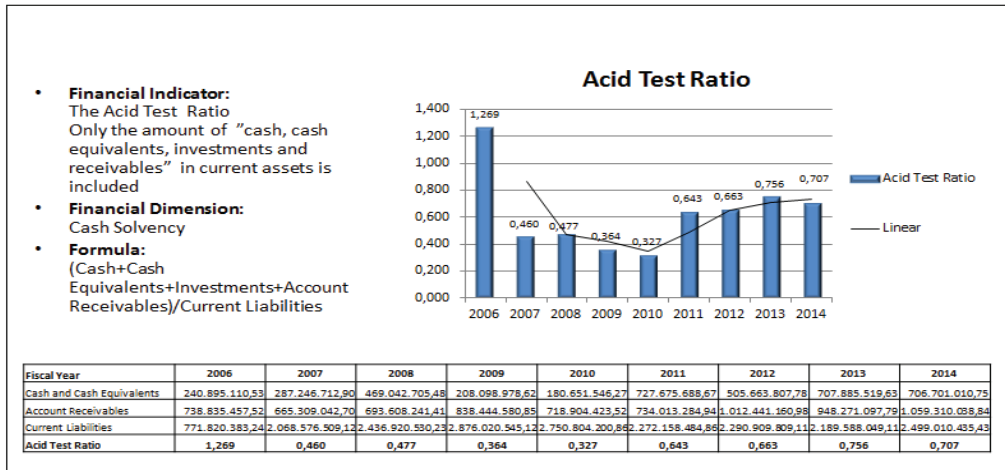 • Financial Indicator:
The Acid Test Ratio
Only the amount of "cash, cash
equivalents, investments and
receivables" in current assets is
included
• Financial Dimension:
Cash Solvency
• Formula:
(Cash+Cash
Equivalents+Investments+Account
Receivables)/Current Liabilities
Acid Test Ratio
1,400
1,200
1,000
0,800
0,600
0,400
0,200
0,000
1,269
0,460
0,477
0,364
0,327
0,643
0,663
0,756
0,707
2006 2007 2008 2009 2010 2011 2012 2013 2014
Acid Test Ratio
Linear
Fiscal Year 2006 2007 2008 2009 2010 2011 2012 2013 2014
Cash and Cash Equivalents 240.895.110,53 287.246.712,90 469.042.705,48 208.098.978,62 180.651.546,27 727.675.688,67 505.663.807,78 707.885.519,63 706.701.010,75
Account Receivables 738.835.457,52 665.309.042,70 693.608.241,41 838.444.580,85 718.904.423,52 734.013.284,94 1.012.441.160,98 948.271.097,79 1.059.310.038,84
Current Liabilities 771.820.383,24 2.068.576.509,12 2.436.920.530,23 2.876.020.545,12 2.750.804.200,86 2.272.158.484,86 2.290.909.809,11 2.189.588.049,11 2.499.010.435,43
Acid Test Ratio 1,269 0,460 0,477 0,364 0,327 0,643 0,663 0,756 0,707